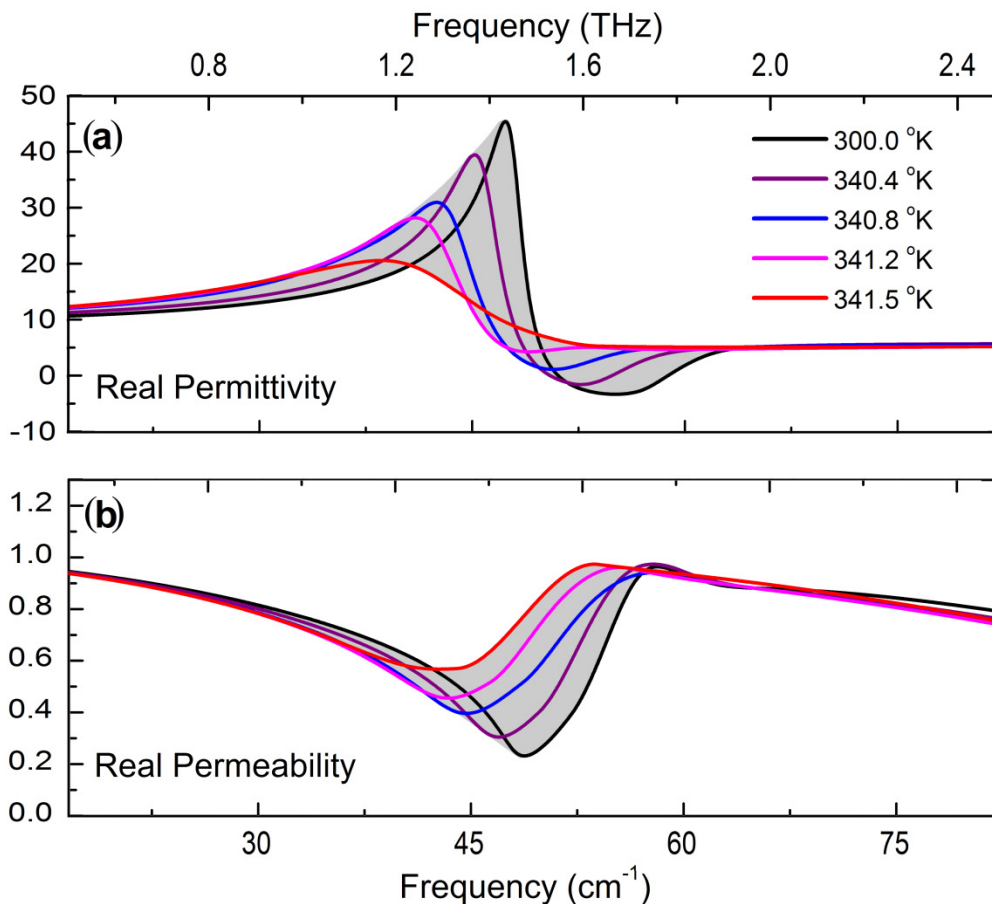 Frequency (THz)
0.8 1.2 1.6 2.0 2.4
50
(a)
300.0 °K
40
340.4 °K
30
340.8 °K
20
341.2 °K
10
341.5 °K
0
Real Permittivity
-10
1.2
(b)
1.0
0.8
0.6
0.4
0.2
Real Permeability
0.0
30 45 60 75
Frequency (cm⁻¹)